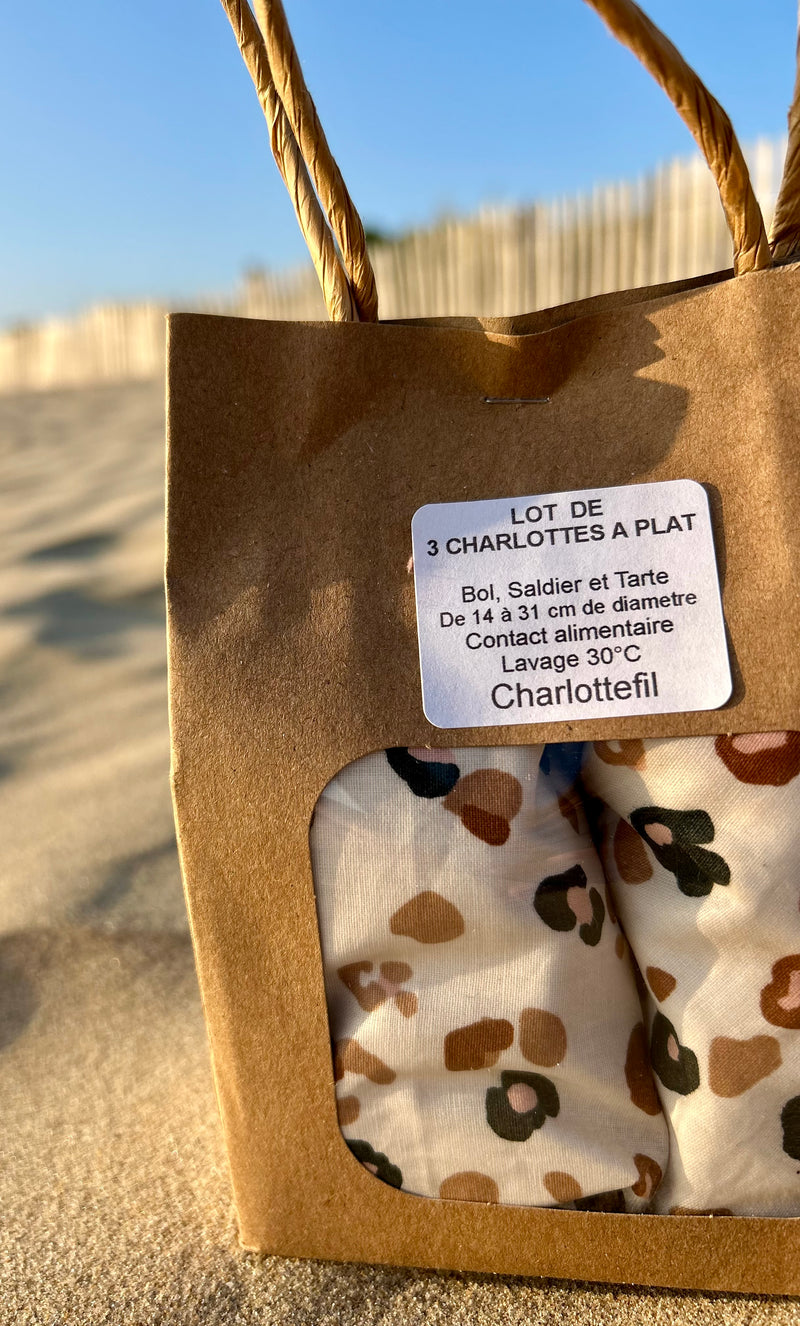 LOT DE
3 CHARLOTTES A PLAT
Bol, Saldier et Tarte
De 14 à 31 cm de diametre
Contact alimentaire
Lavage 30°C
Charlottefil